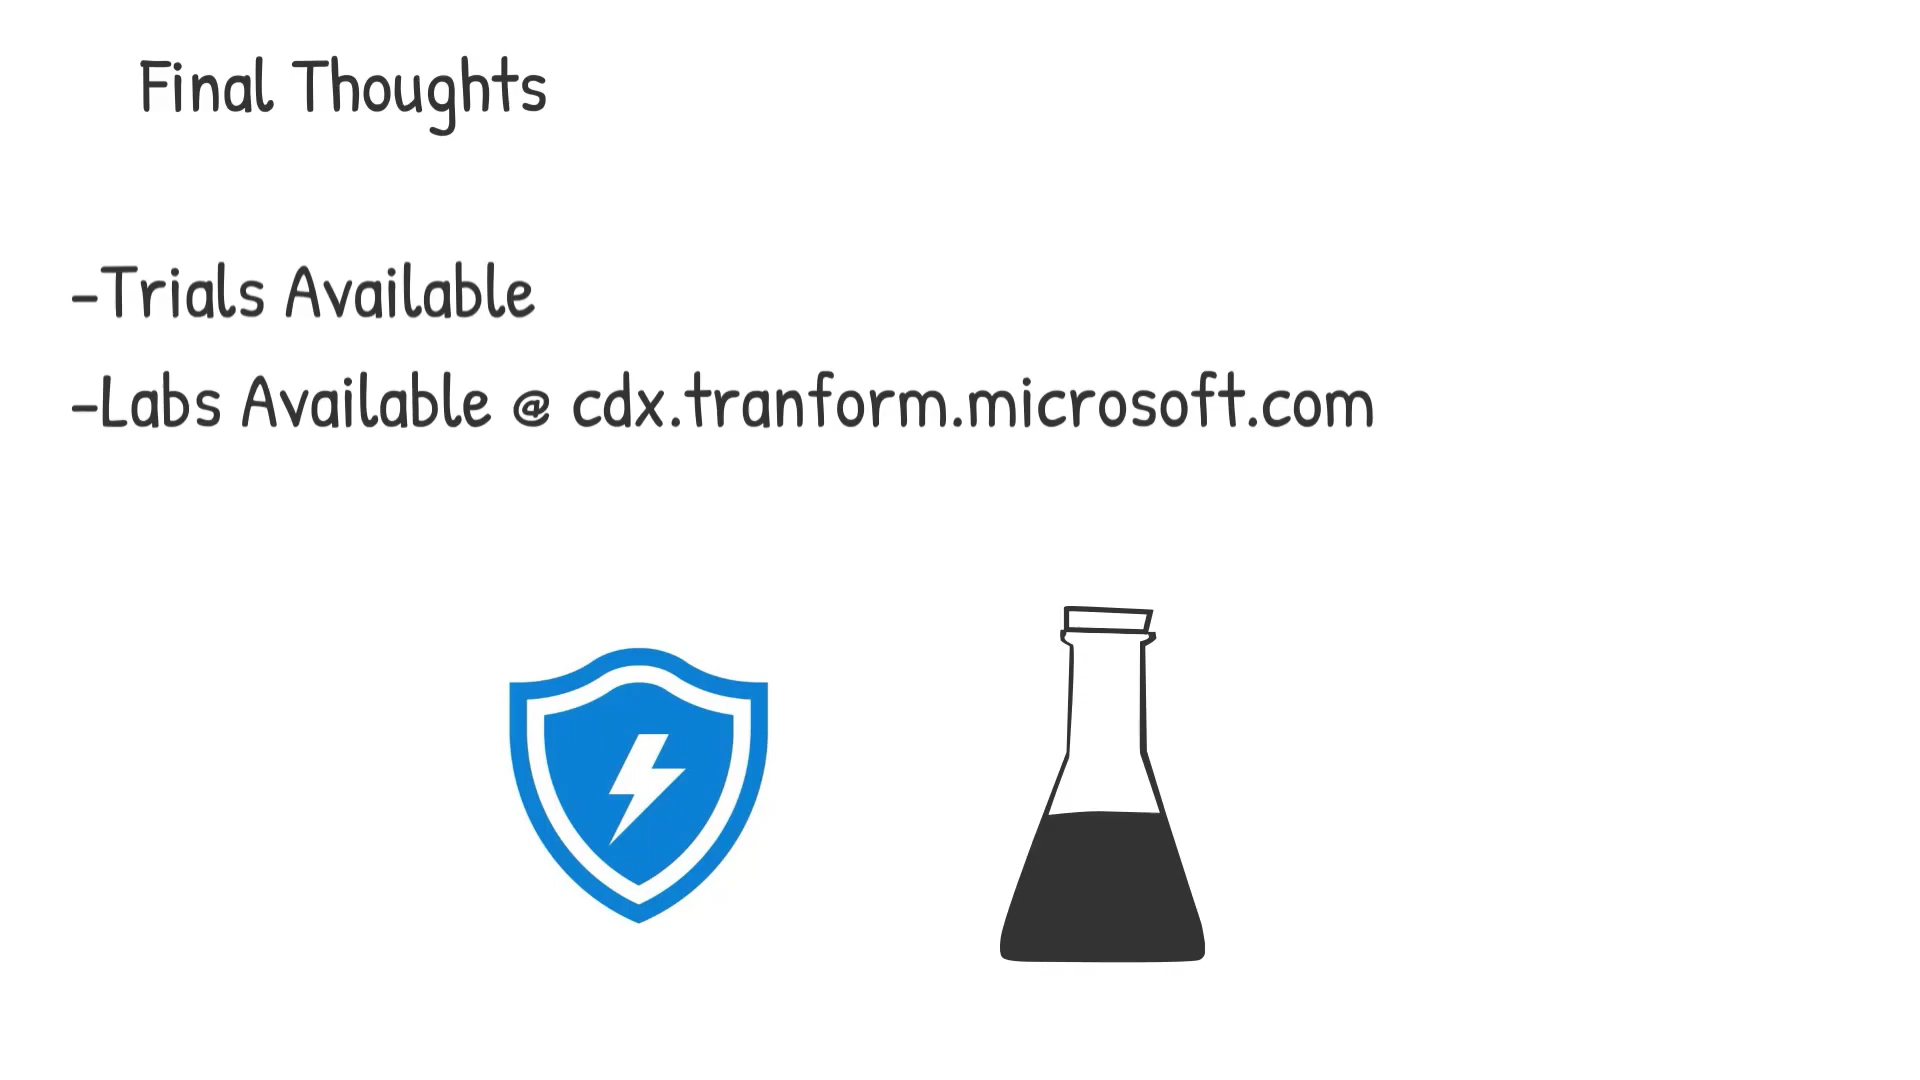 Final Thoughts
-Trials Available
-Labs Available @ cdx.tranform.microsoft.com